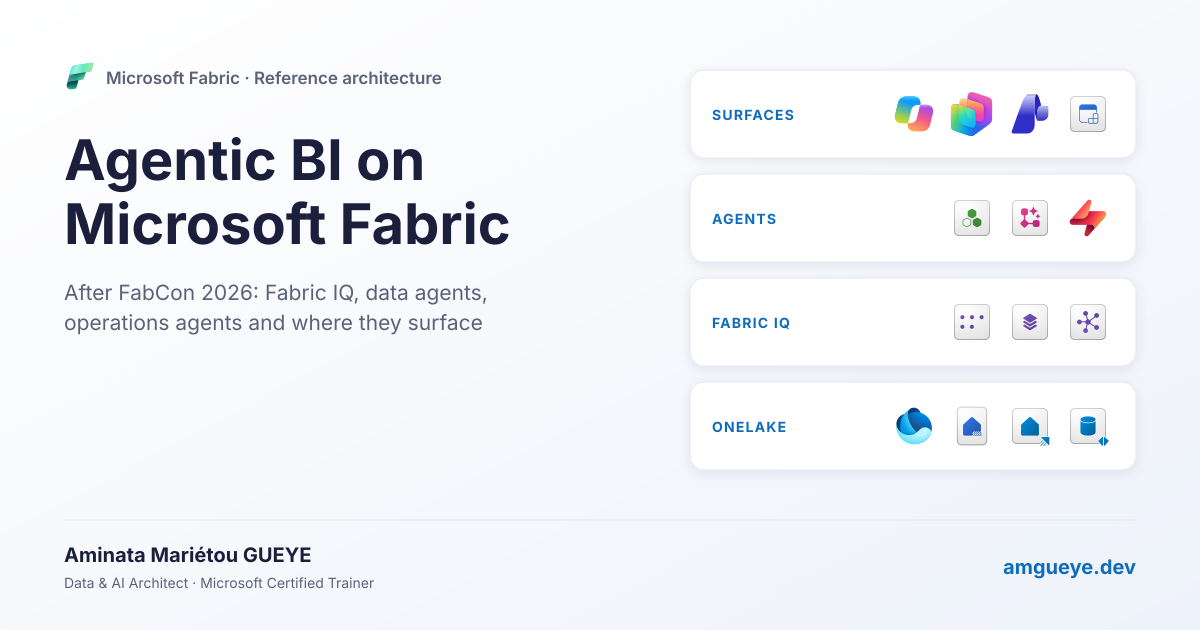 Microsoft Fabric · Reference architecture
Agentic BI on
Microsoft Fabric
After FabCon 2026: Fabric IQ, data agents,
operations agents and where they surface
SURFACES
AGENTS
FABRIC IQ
ONELAKE
Aminata Mariétou GUEYE
Data & AI Architect · Microsoft Certified Trainer
amgueye.dev